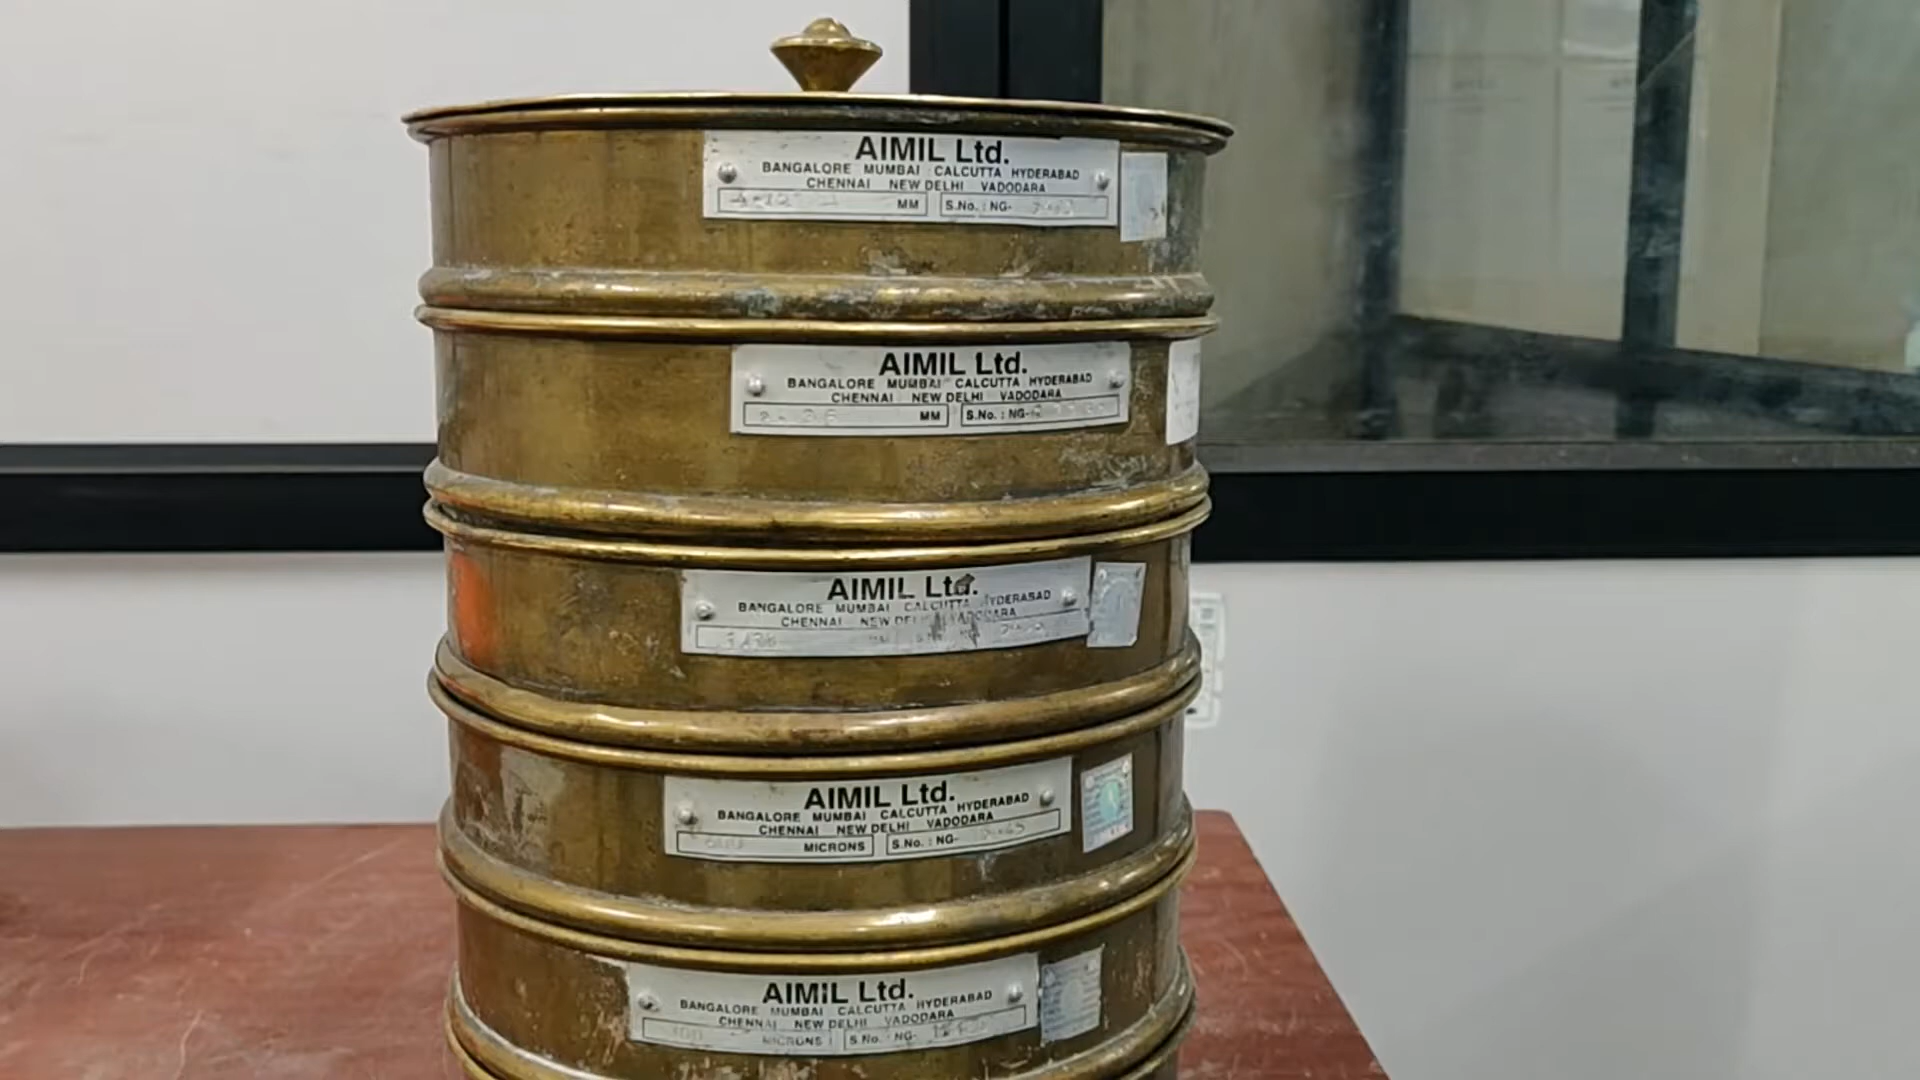 AIMIL Ltd.
BANGALORE MUMBAI CALCUTTA HYDERABAD
CHENNAI NEW DELHI VADODARA
MM S.No. : NG-
AIMIL Ltd.
BANGALORE MUMBAI CALCUTTA HYDERABAD
CHENNAI NEW DELHI VADODARA
MM S.No. : NG-
AIMIL Ltd.
BANGALORE MUMBAI CALCUTTA HYDERABAD
CHENNAI NEW DELHI VADODARA
AIMIL Ltd.
BANGALORE MUMBAI CALCUTTA HYDERABAD
CHENNAI NEW DELHI VADODARA
MICRONS S.No. : NG-
AIMIL Ltd.
BANGALORE MUMBAI CALCUTTA HYDERABAD
CHENNAI NEW DELHI VADODARA
MICRONS S.No. : NG-